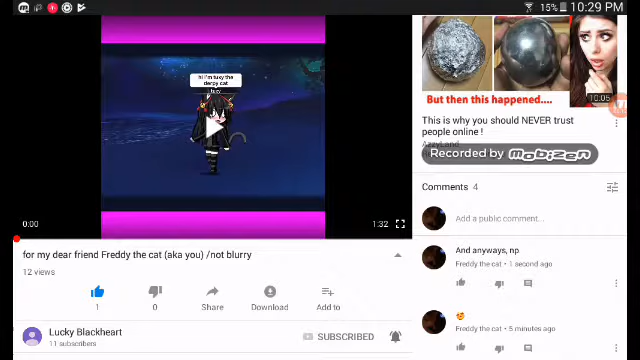 15% 10:29 PM
hi I'm tuxy the
derpy cat
tuxy
0:00
1:32
for my dear friend Freddy the cat (aka you) /not blurry
12 views
1
0
Share
Download
Add to
Lucky Blackheart
11 subscribers
SUBSCRIBED
But then this happened....
10:05
This is why you should NEVER trust
people online !
AzzyLand
Recorded by mobizen
Comments 4
Add a public comment...
And anyways, np
Freddy the cat • 1 second ago
Freddy the cat • 5 minutes ago